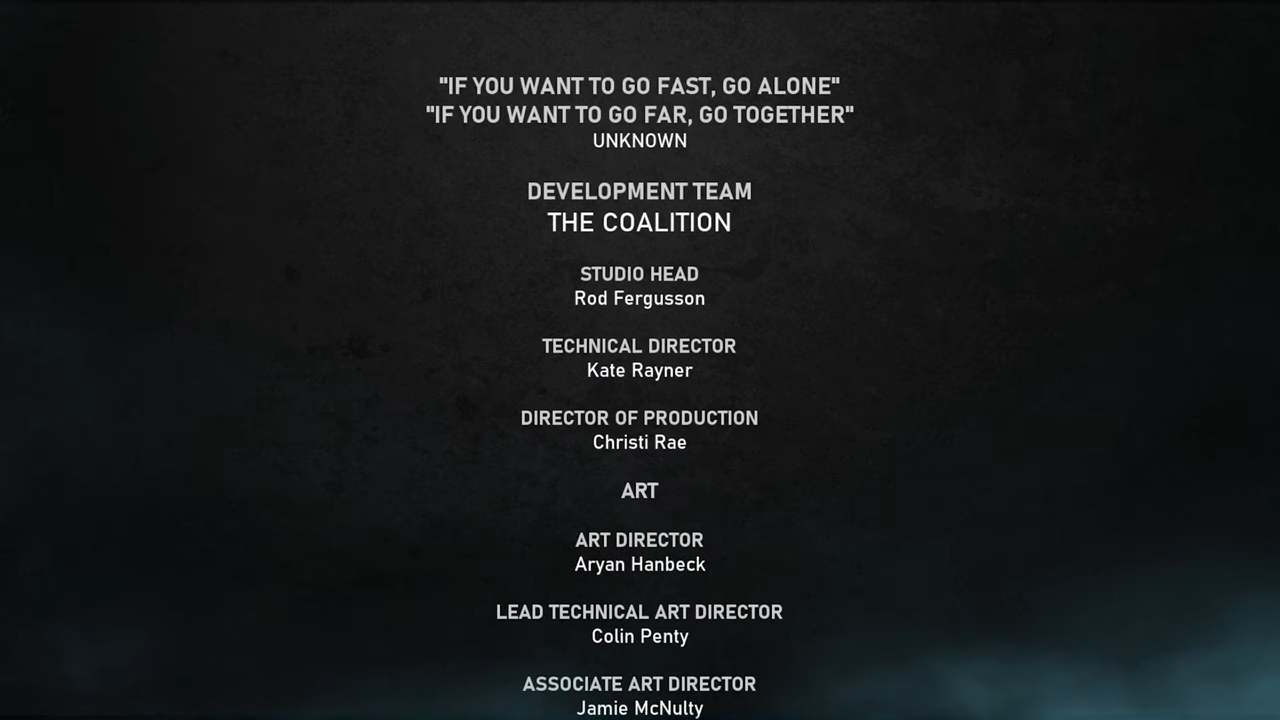 "IF YOU WANT TO GO FAST, GO ALONE"
"IF YOU WANT TO GO FAR, GO TOGETHER"
UNKNOWN
DEVELOPMENT TEAM
THE COALITION
STUDIO HEAD
Rod Fergusson
TECHNICAL DIRECTOR
Kate Rayner
DIRECTOR OF PRODUCTION
Christi Rae
ART
ART DIRECTOR
Aryan Hanbeck
LEAD TECHNICAL ART DIRECTOR
Colin Penty
ASSOCIATE ART DIRECTOR
Jamie McNulty